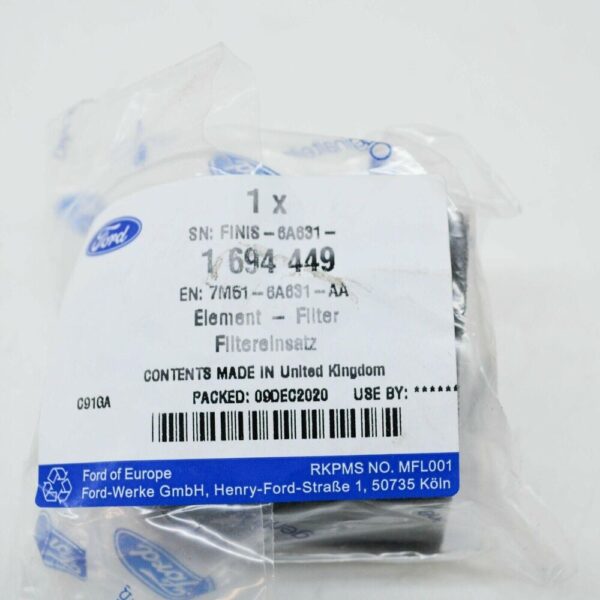 Originalteile
1 x
Ford
SN: FINIS-6A631-
1 694 449
EN: 7M51-6A631-AA
Element - Filter
Filtereinsatz
CONTENTS MADE IN United Kingdom
C91GA PACKED: 09DEC2020 USE BY: ******
Ford of Europe RKPMS NO. MFL001
Ford-Werke GmbH, Henry-Ford-Straße 1, 50735 Köln
Ford